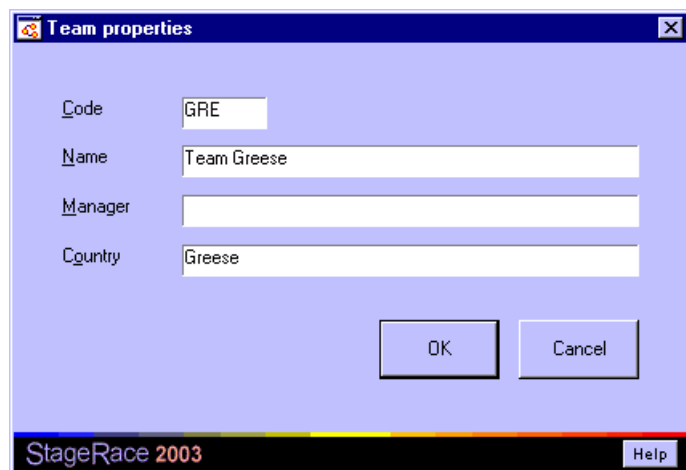 Team properties
Code GRE
Name Team Greese
Manager
Country Greese
OK Cancel
StageRace 2003 Help